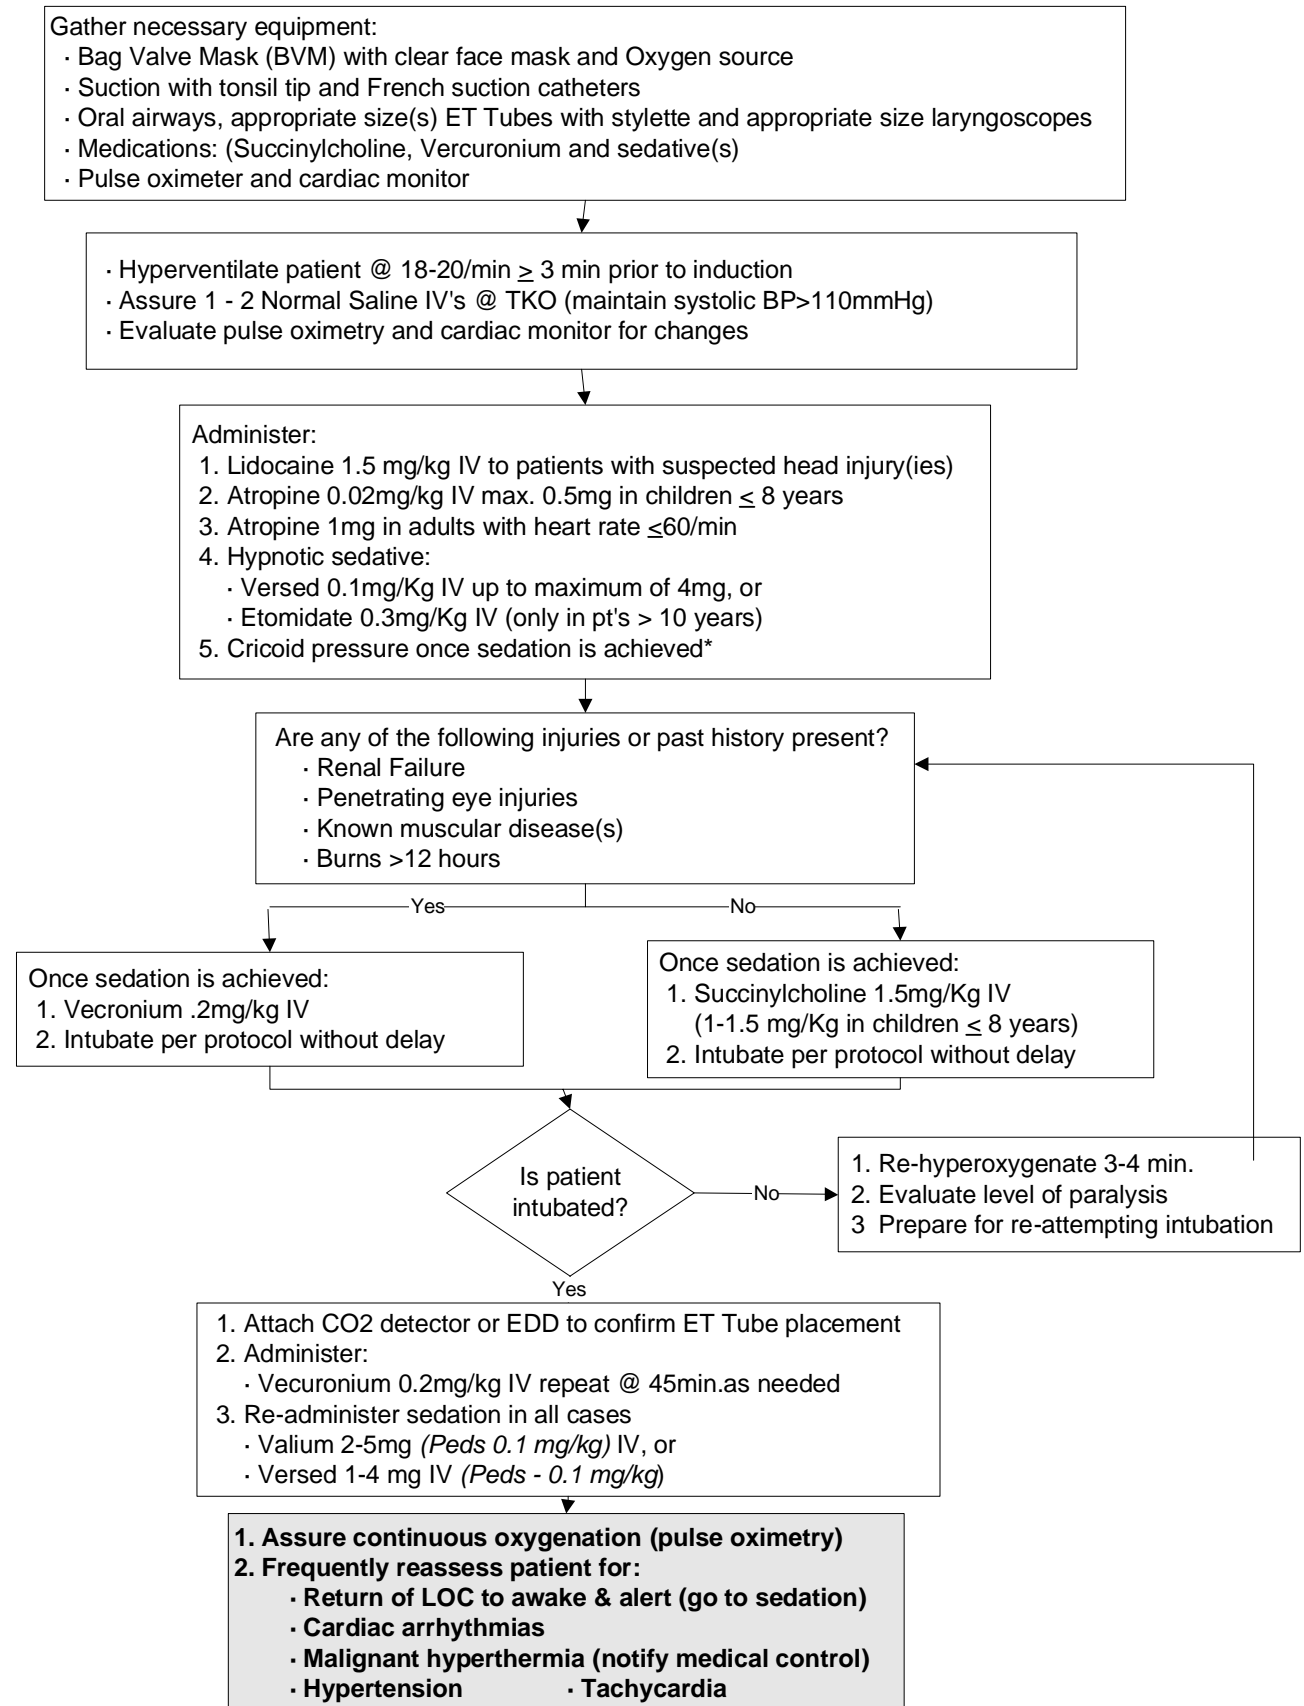 Gather necessary equipment:
· Bag Valve Mask (BVM) with clear face mask and Oxygen source
· Suction with tonsil tip and French suction catheters
· Oral airways, appropriate size(s) ET Tubes with stylette and appropriate size laryngoscopes
· Medications: (Succinylcholine, Vercuronium and sedative(s)
· Pulse oximeter and cardiac monitor
· Hyperventilate patient @ 18-20/min ≥ 3 min prior to induction
· Assure 1 - 2 Normal Saline IV's @ TKO (maintain systolic BP>110mmHg)
· Evaluate pulse oximetry and cardiac monitor for changes
Administer:
1. Lidocaine 1.5 mg/kg IV to patients with suspected head injury(ies)
2. Atropine 0.02mg/kg IV max. 0.5mg in children ≤ 8 years
3. Atropine 1mg in adults with heart rate ≤60/min
4. Hypnotic sedative:
· Versed 0.1mg/Kg IV up to maximum of 4mg, or
· Etomidate 0.3mg/Kg IV (only in pt's > 10 years)
5. Cricoid pressure once sedation is achieved*
Are any of the following injuries or past history present?
· Renal Failure
· Penetrating eye injuries
· Known muscular disease(s)
· Burns >12 hours
Yes
No
Once sedation is achieved:
1. Vecronium .2mg/kg IV
2. Intubate per protocol without delay
Once sedation is achieved:
1. Succinylcholine 1.5mg/Kg IV
(1-1.5 mg/Kg in children ≤ 8 years)
2. Intubate per protocol without delay
Is patient
intubated?
No
1. Re-hyperoxygenate 3-4 min.
2. Evaluate level of paralysis
3 Prepare for re-attempting intubation
Yes
1. Attach CO2 detector or EDD to confirm ET Tube placement
2. Administer:
· Vecuronium 0.2mg/kg IV repeat @ 45min.as needed
3. Re-administer sedation in all cases
· Valium 2-5mg (Peds 0.1 mg/kg) IV, or
· Versed 1-4 mg IV (Peds - 0.1 mg/kg)
1. Assure continuous oxygenation (pulse oximetry)
2. Frequently reassess patient for:
· Return of LOC to awake & alert (go to sedation)
· Cardiac arrhythmias
· Malignant hyperthermia (notify medical control)
· Hypertension · Tachycardia